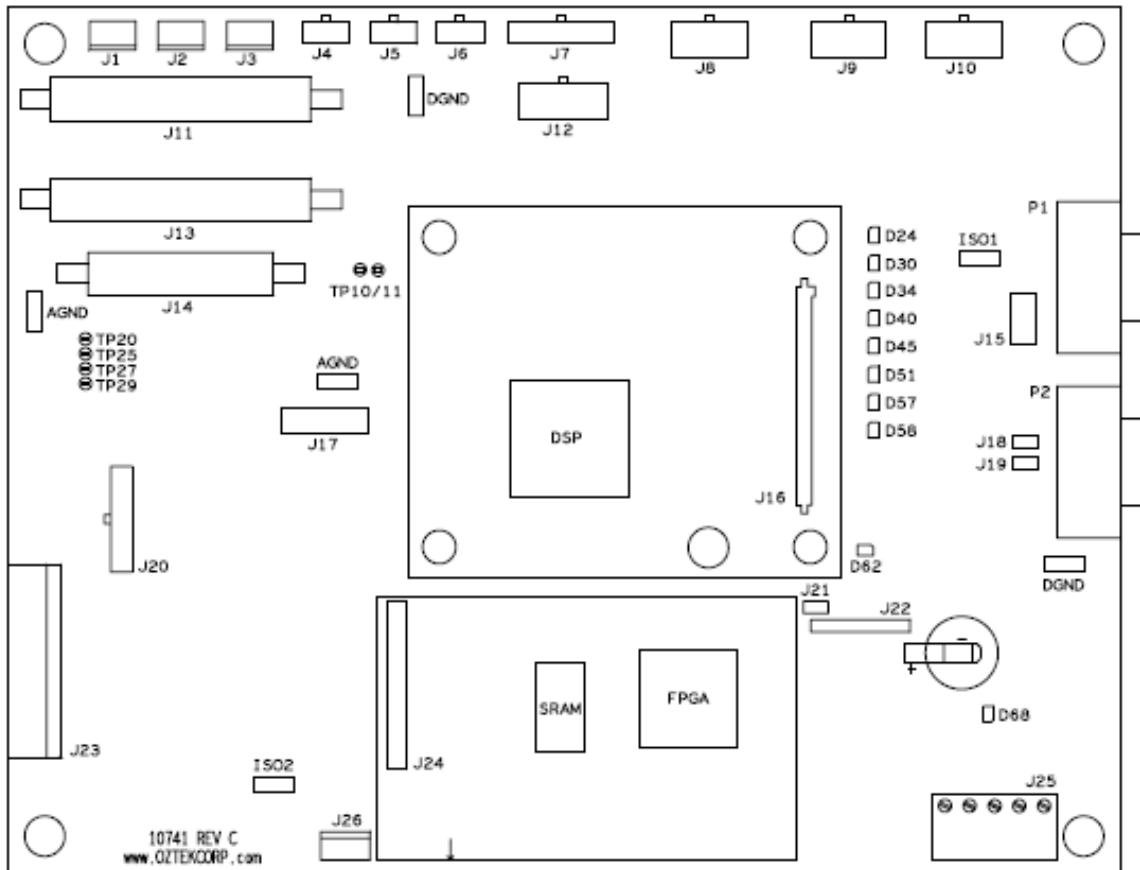 J1
J2
J3
J4
J5
J6
J7
J8
J9
J10
J11
DGND
J12
J13
P1
D24
ISO1
D30
TP10/11
J14
D34
AGND
D40
J15
TP20
TP25
TP27
TP29
D45
AGND
D51
P2
D57
J17
DSP
D58
J18
J19
J16
J20
D62
DGND
J21
J22
-
+
SRAM
FPGA
D68
J23
ISO2
J24
J25
J26
10741 REV C
www.OZTEKCORP.com